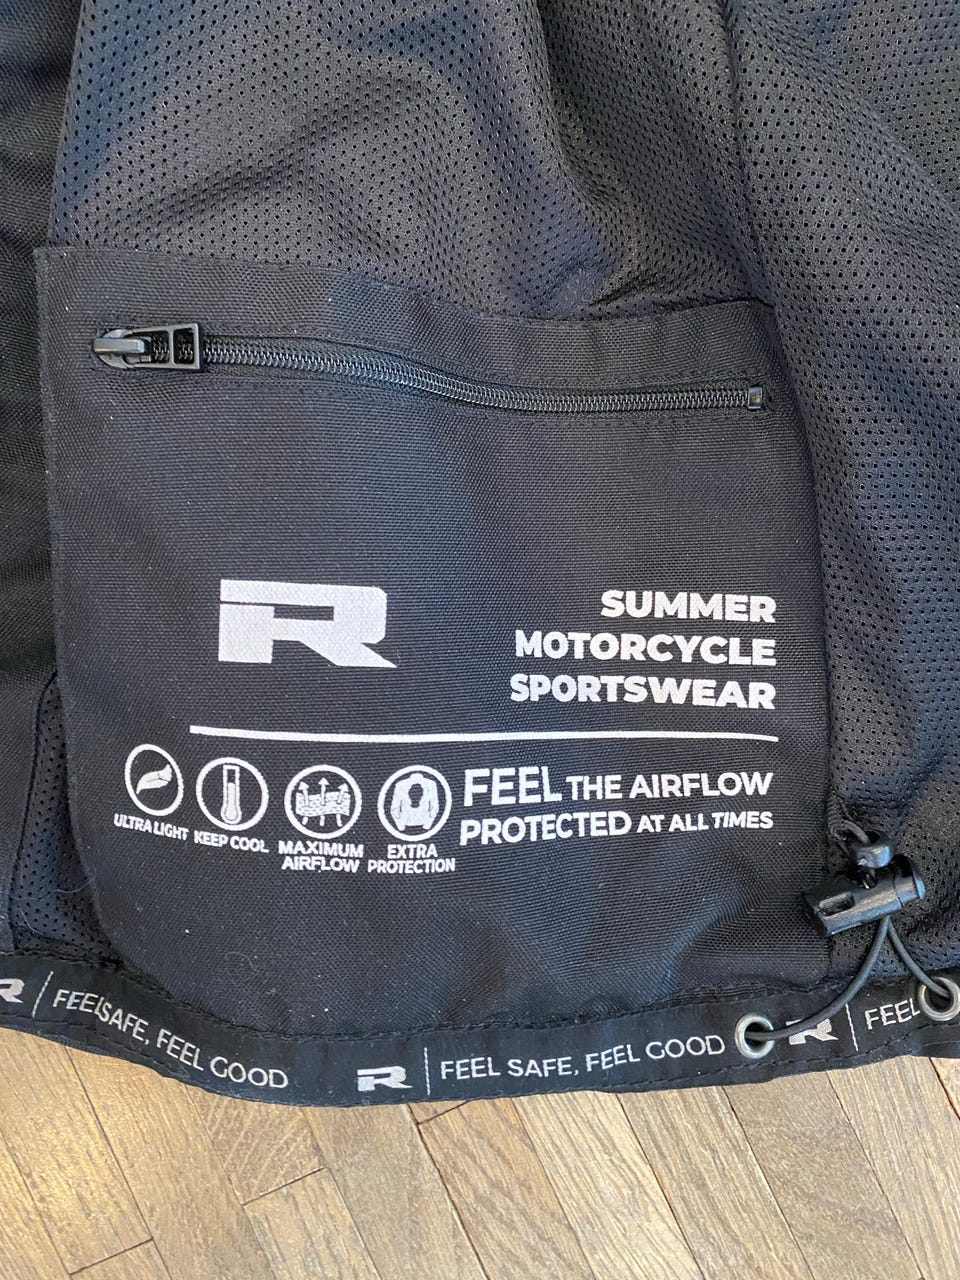 R
SUMMER
MOTORCYCLE
SPORTSWEAR
ULTRA LIGHT
KEEP COOL
MAXIMUM
AIRFLOW
EXTRA
PROTECTION
FEEL THE AIRFLOW
PROTECTED AT ALL TIMES
R | FEEL SAFE, FEEL GOOD R | FEEL SAFE, FEEL GOOD R | FEEL